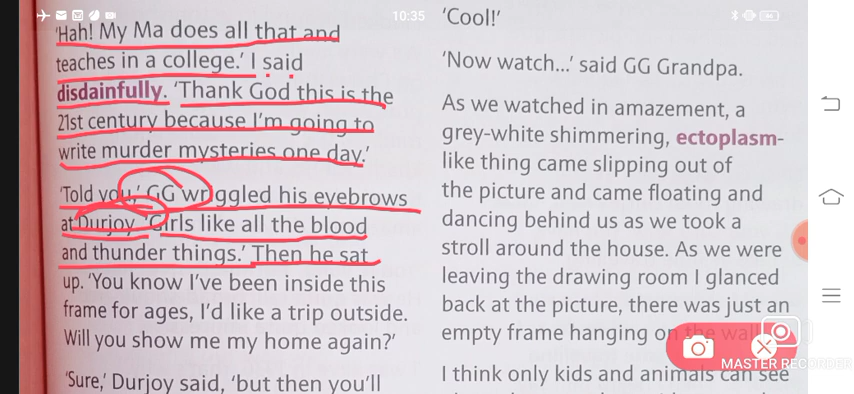 10:35
84
'Hah! My Ma does all that and
teaches in a college.' I said
disdainfully. 'Thank God this is the
21st century because I'm going to
write murder mysteries one day.'
'Told you,' GG wriggled his eyebrows
at Durjoy. 'Girls like all the blood
and thunder things.' Then he sat
up. 'You know I've been inside this
frame for ages, I'd like a trip outside.
Will you show me my home again?'
'Sure,' Durjoy said, 'but then you'll
'Cool!'
'Now watch...' said GG Grandpa.
As we watched in amazement, a
grey-white shimmering, ectoplasm-
like thing came slipping out of
the picture and came floating and
dancing behind us as we took a
stroll around the house. As we were
leaving the drawing room I glanced
back at the picture, there was just an
empty frame hanging on the wall
I think only kids and animals can see
MASTER RECORDER